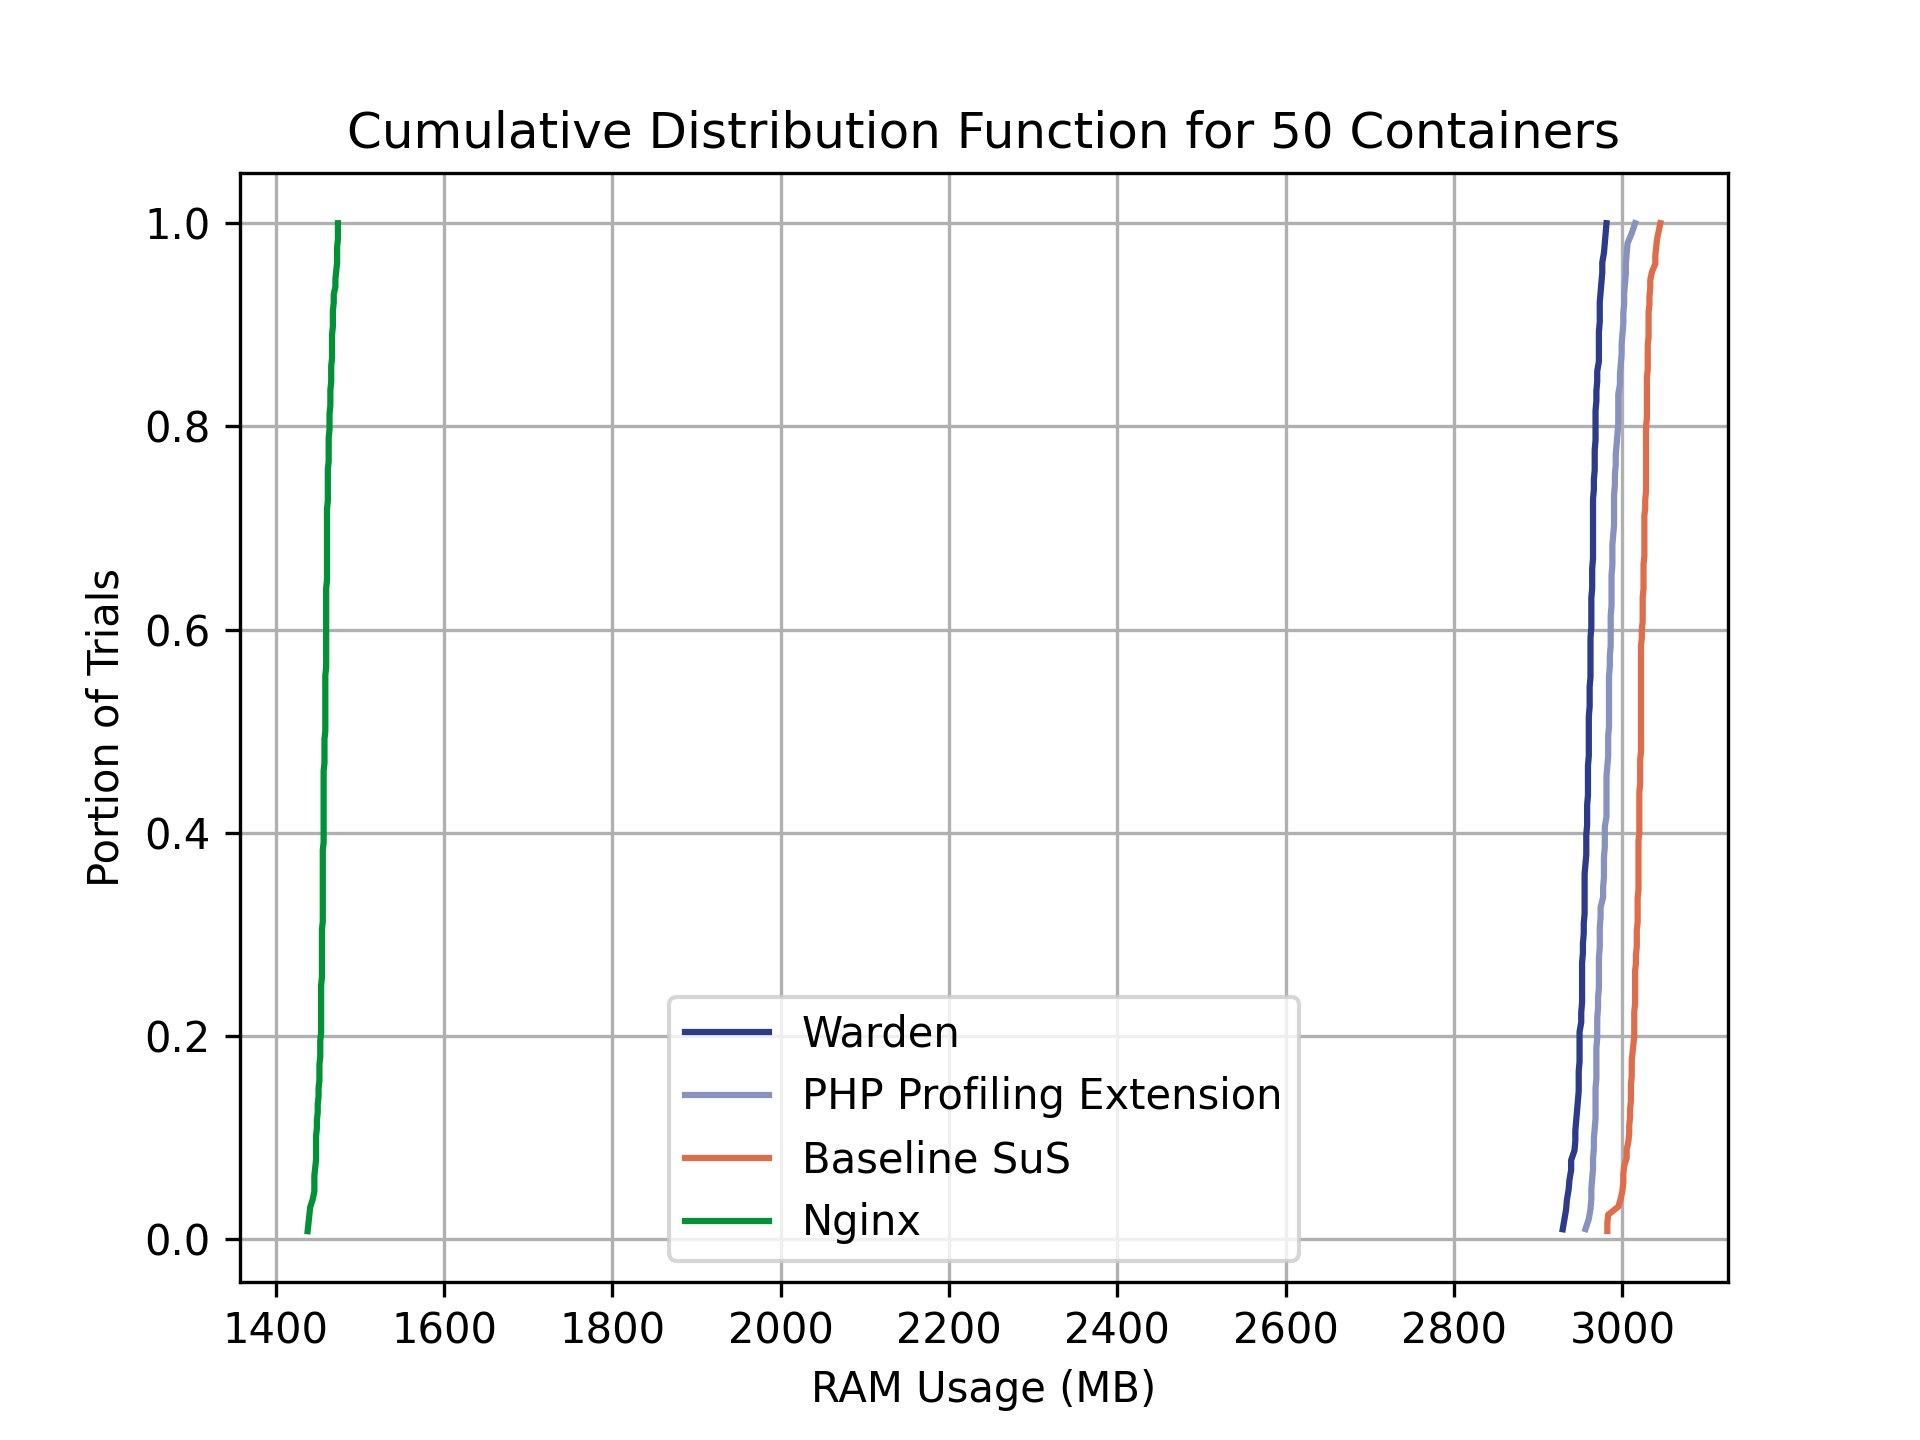 Cumulative Distribution Function for 50 Containers
1.0
0.8
0.6
0.4
0.2
0.0
Portion of Trials
Warden
PHP Profiling Extension
Baseline SuS
Nginx
1400 1600 1800 2000 2200 2400 2600 2800 3000
RAM Usage (MB)